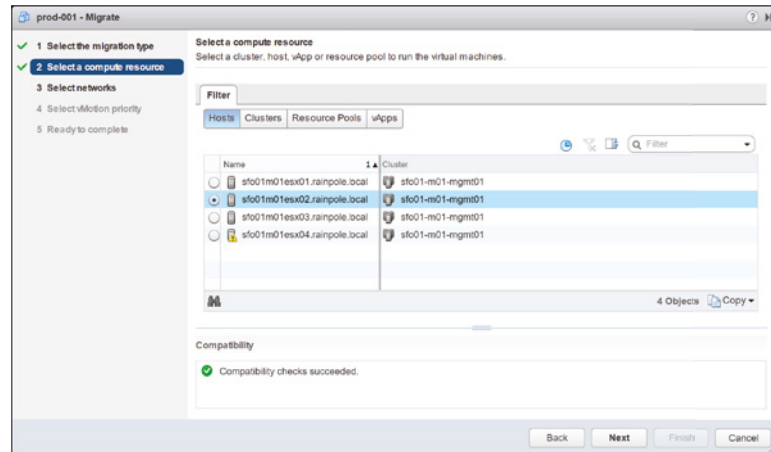 prod-001 - Migrate
1 Select the migration type
2 Select a compute resource
3 Select networks
4 Select vMotion priority
5 Ready to complete
Select a compute resource
Select a cluster, host, vApp or resource pool to run the virtual machines.
Filter
Hosts Clusters Resource Pools vApps
Filter
Name 1 Cluster
sfo01m01esx01.rainpole.local sfo01-m01-mgmt01
sfo01m01esx02.rainpole.local sfo01-m01-mgmt01
sfo01m01esx03.rainpole.local sfo01-m01-mgmt01
sfo01m01esx04.rainpole.local sfo01-m01-mgmt01
4 Objects Copy
Compatibility
Compatibility checks succeeded.
Back Next Finish Cancel